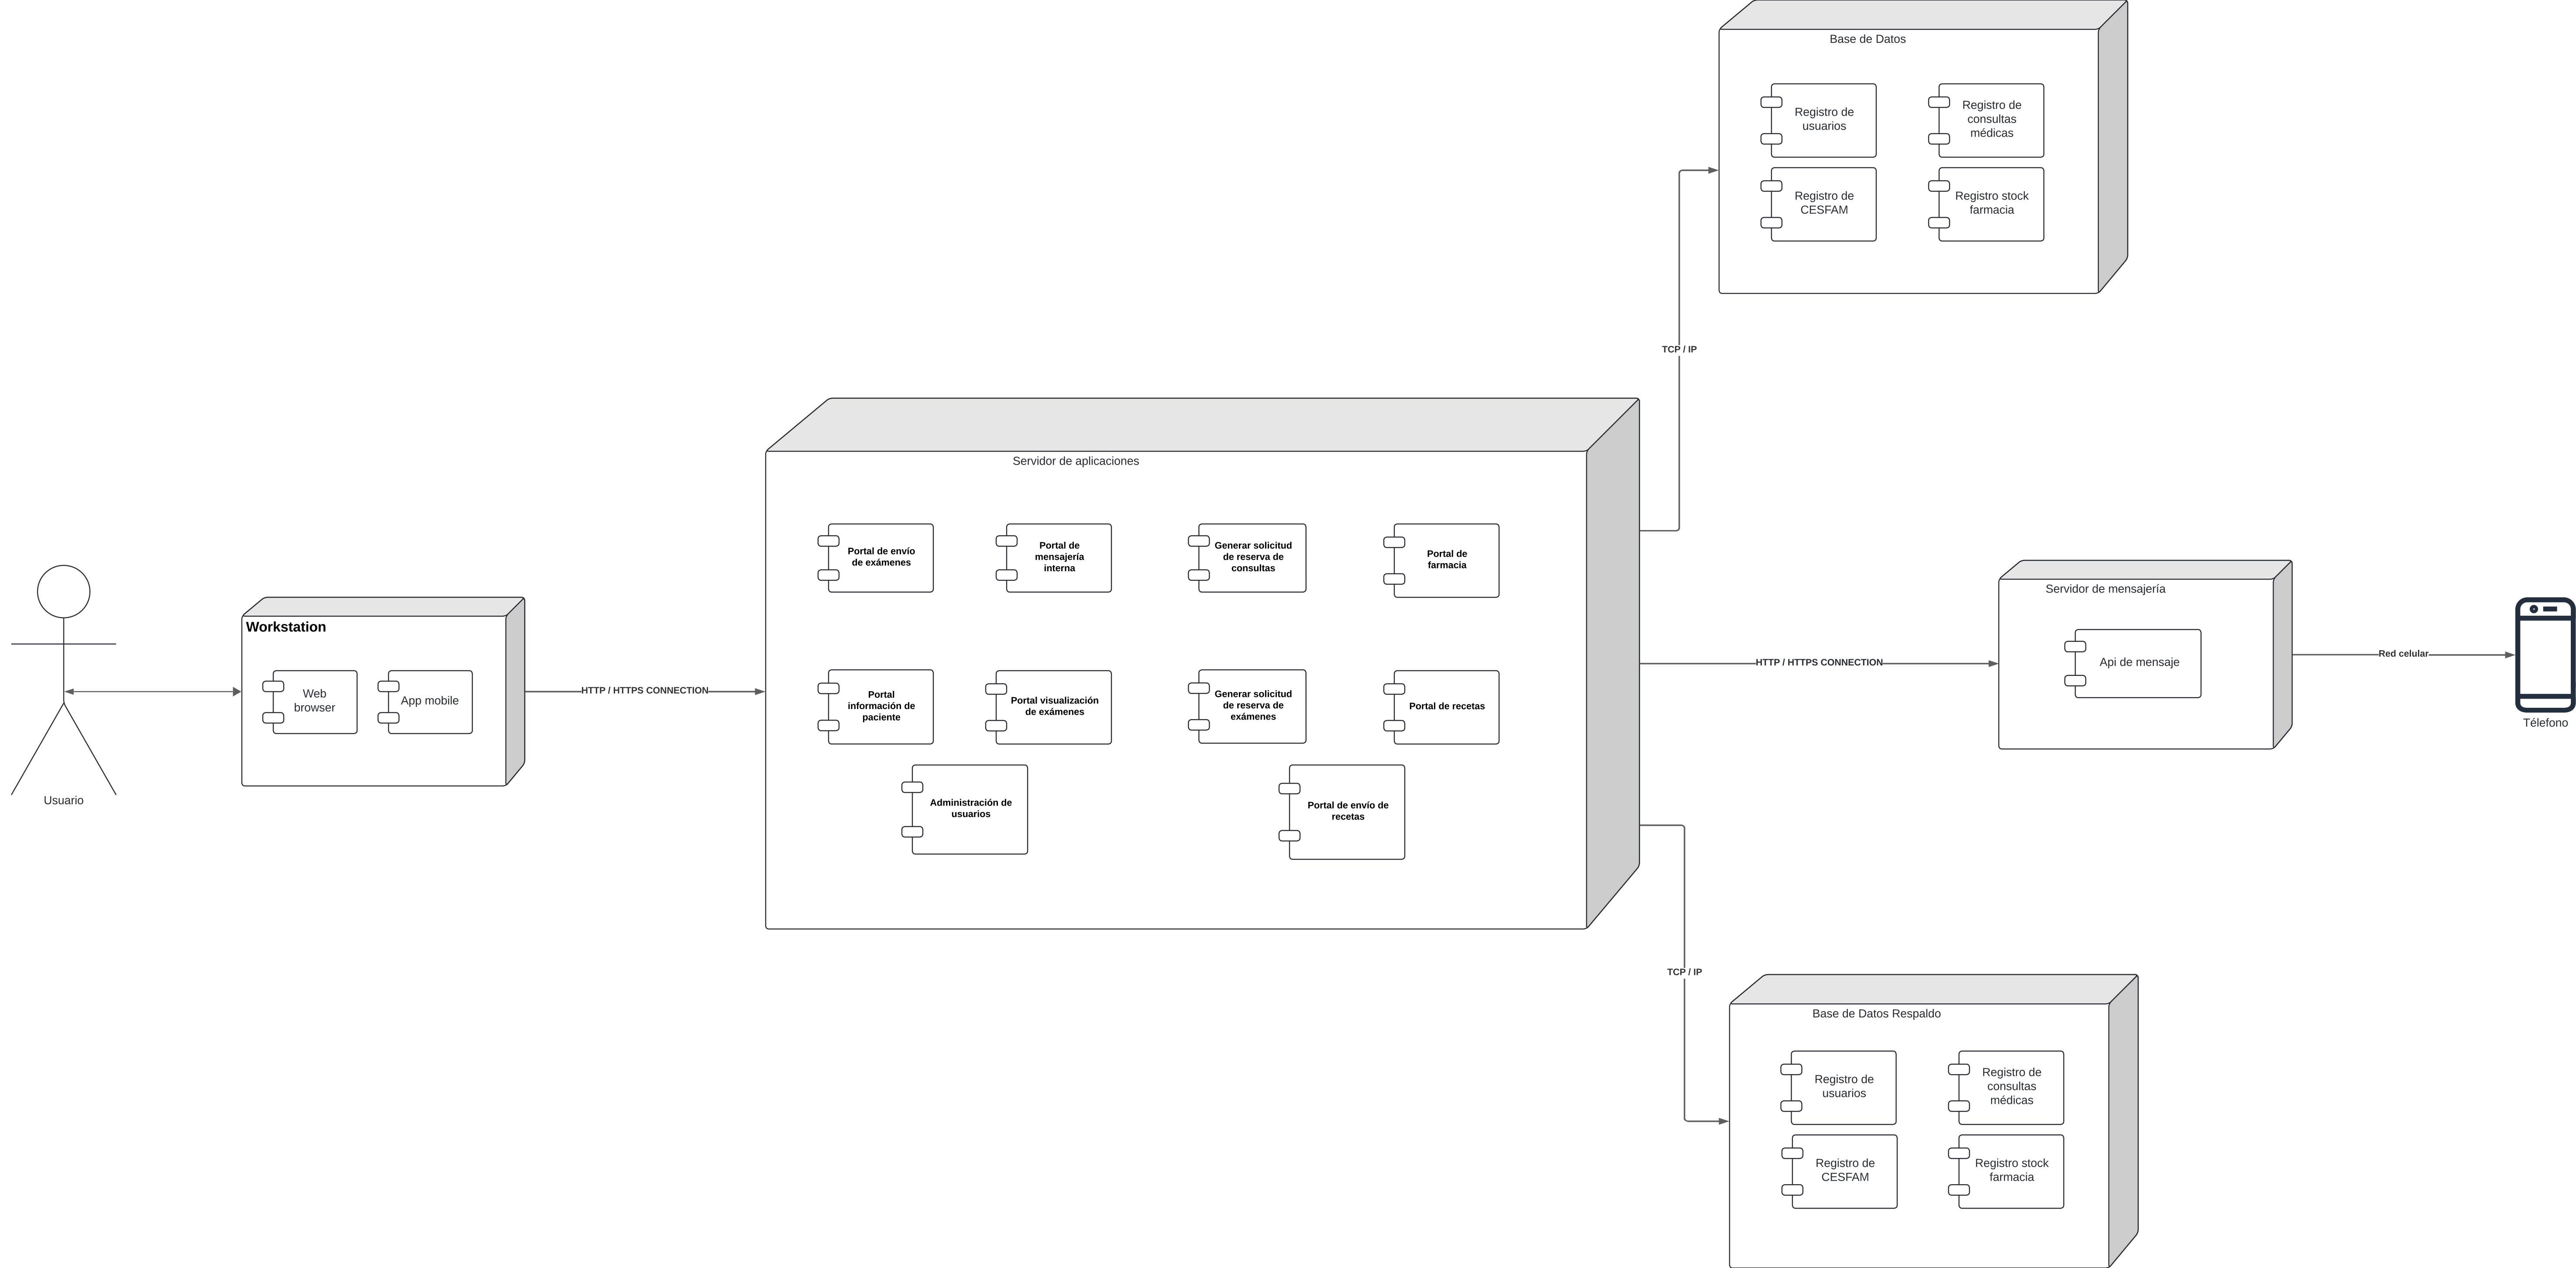 Base de Datos
Registro de
usuarios
Registro de
consultas
médicas
Registro de
CESFAM
Registro stock
farmacia
TCP / IP
Servidor de aplicaciones
Portal de envío
de exámenes
Portal de
mensajería
interna
Generar solicitud
de reserva de
consultas
Portal de
farmacia
Portal
información de
paciente
Portal visualización
de exámenes
Generar solicitud
de reserva de
exámenes
Portal de recetas
Administración de
usuarios
Portal de envío de
recetas
Usuario
Workstation
Web
browser
App mobile
HTTP / HTTPS CONNECTION
HTTP / HTTPS CONNECTION
Servidor de mensajería
Api de mensaje
Red celular
Télefono
TCP / IP
Base de Datos Respaldo
Registro de
usuarios
Registro de
consultas
médicas
Registro de
CESFAM
Registro stock
farmacia